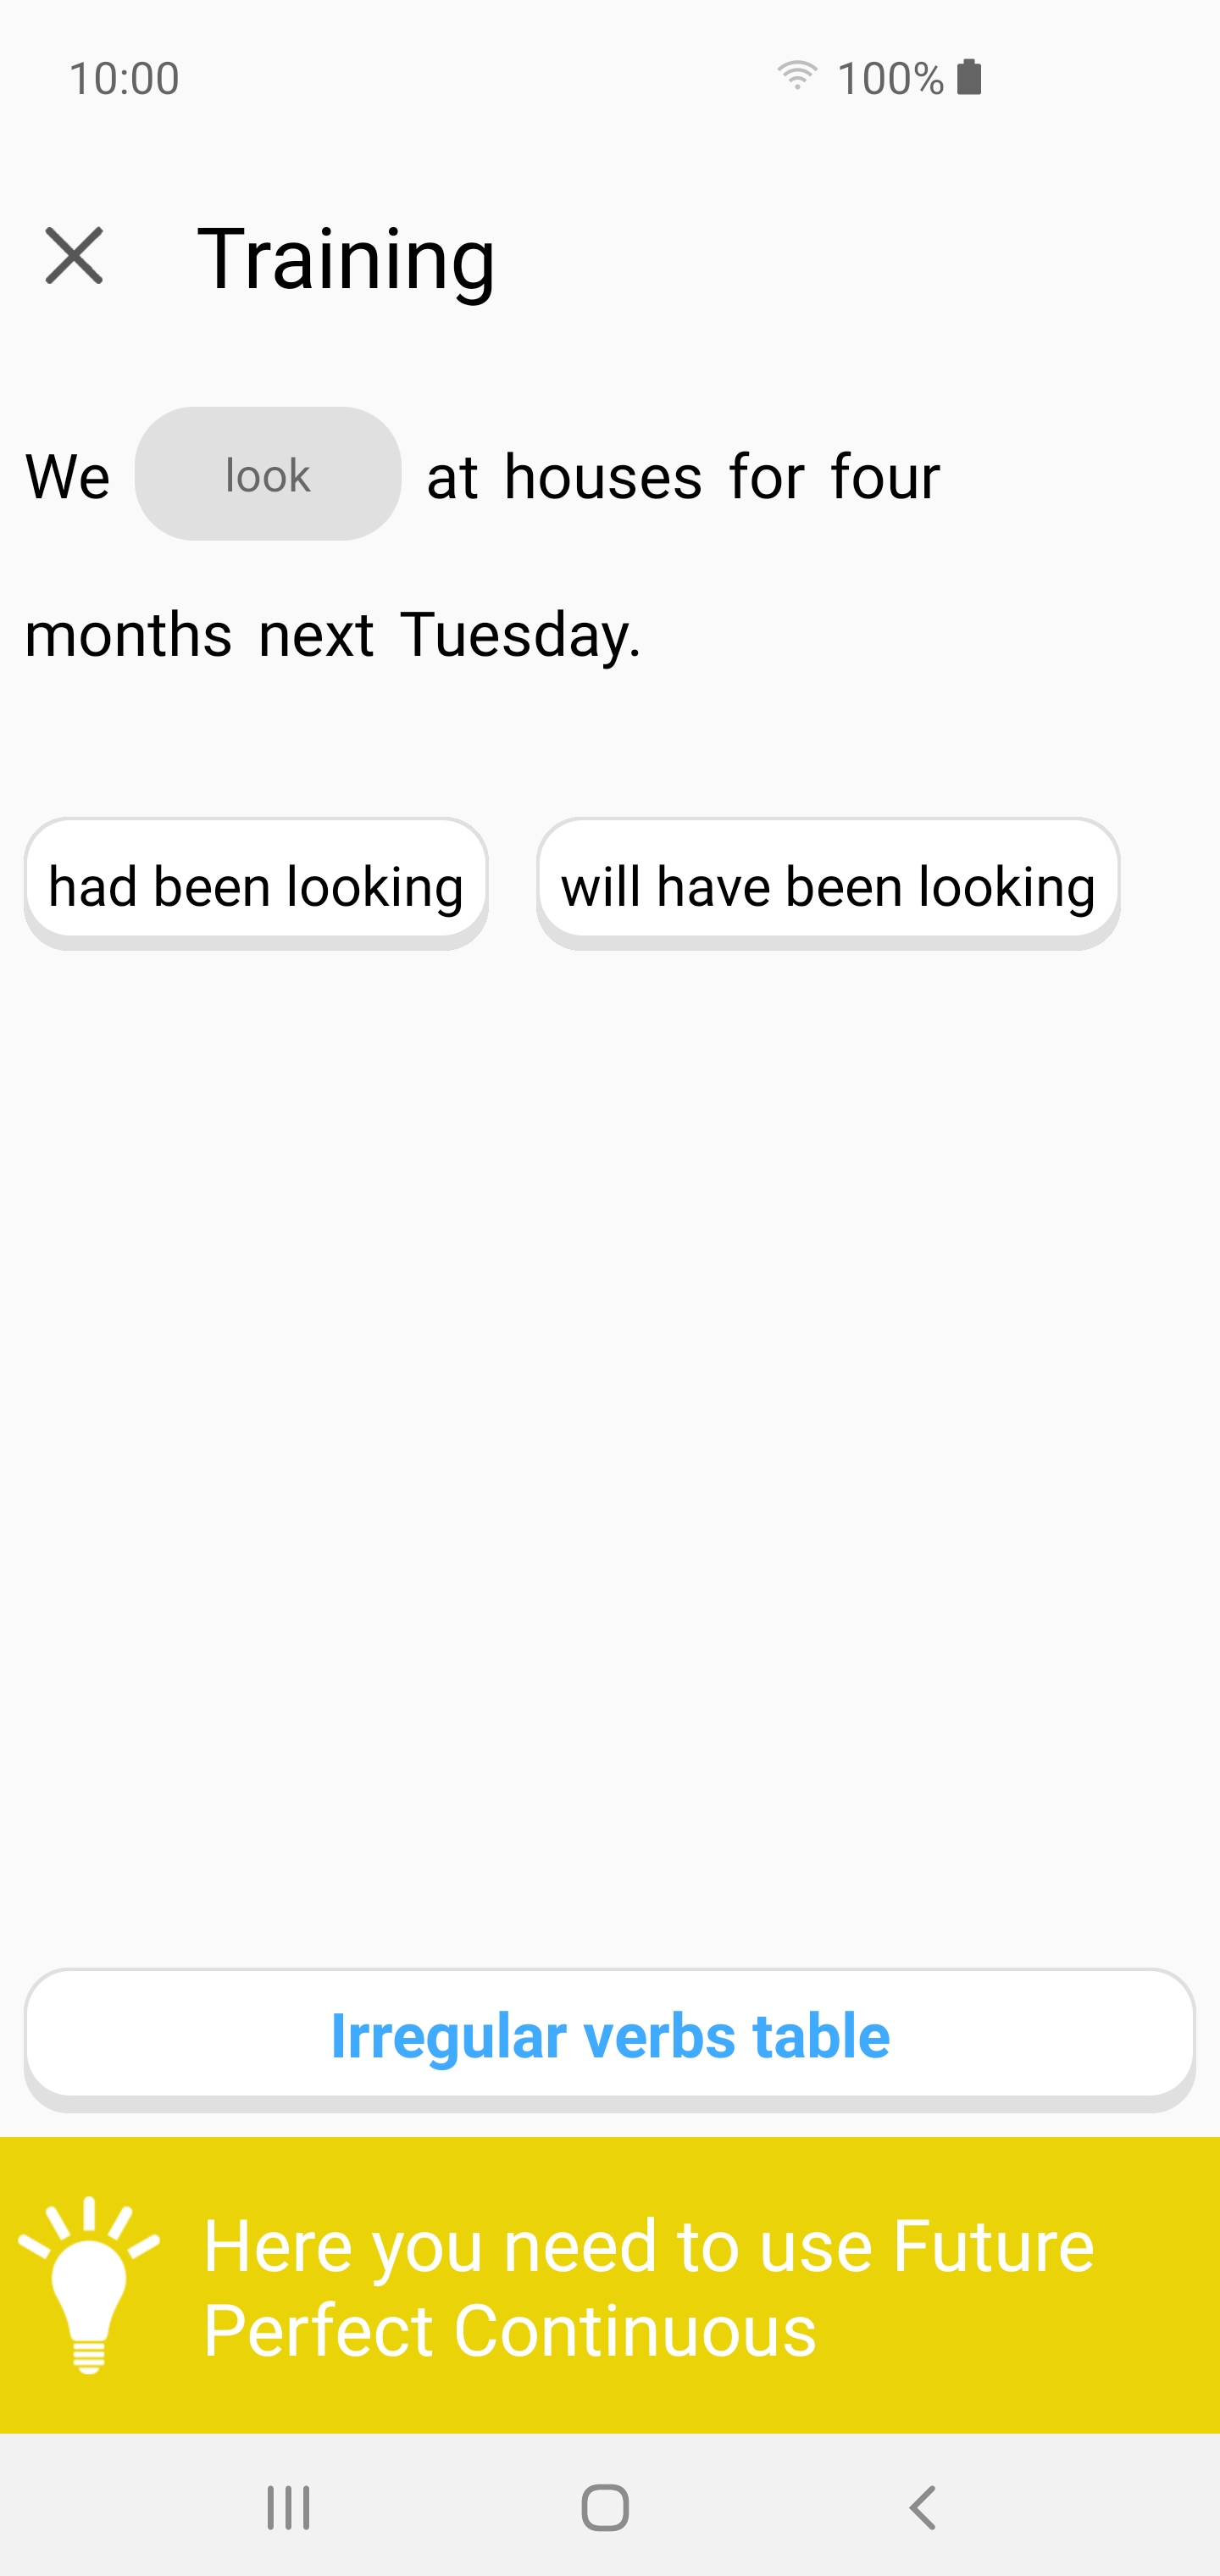 10:00
100%
Training
We look at houses for four
months next Tuesday.
had been looking
will have been looking
Irregular verbs table
Here you need to use Future
Perfect Continuous